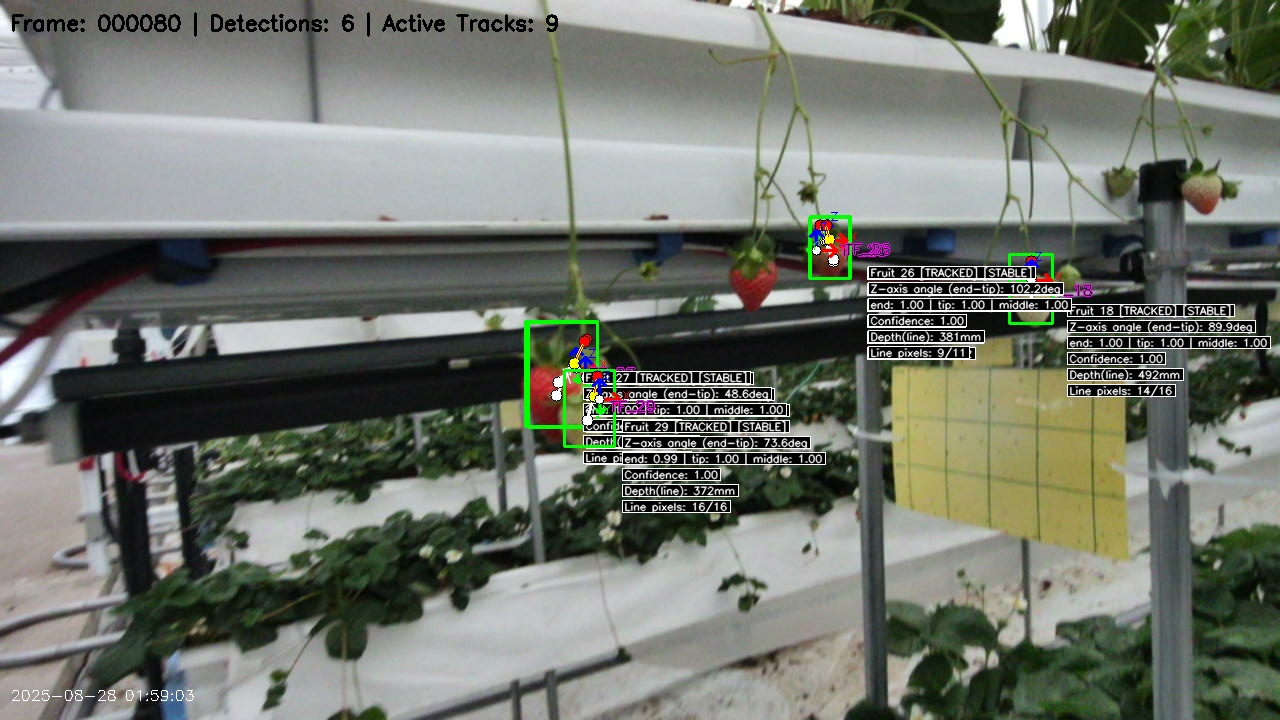 Frame: 000080 | Detections: 6 | Active Tracks: 9
TF_26
Fruit 26 [TRACKED] [STABLE]
Z-axis angle (end-tip): 102.2deg
end: 1.00 | tip: 1.00 | middle: 1.00
Confidence: 1.00
Depth(line): 381mm
Line pixels: 9/11
_18
Fruit 18 [TRACKED] [STABLE]
Z-axis angle (end-tip): 89.9deg
end: 1.00 | tip: 1.00 | middle: 1.00
Confidence: 1.00
Depth(line): 492mm
Line pixels: 14/16
Fruit 27 [TRACKED] [STABLE]
Z-axis angle (end-tip): 48.6deg
tip: 1.00 | middle: 1.00
TF_29
Fruit 29 [TRACKED] [STABLE]
Z-axis angle (end-tip): 73.6deg
end: 0.99 | tip: 1.00 | middle: 1.00
Confidence: 1.00
Depth(line): 372mm
Line pixels: 16/16
2025-08-28 01:59:03